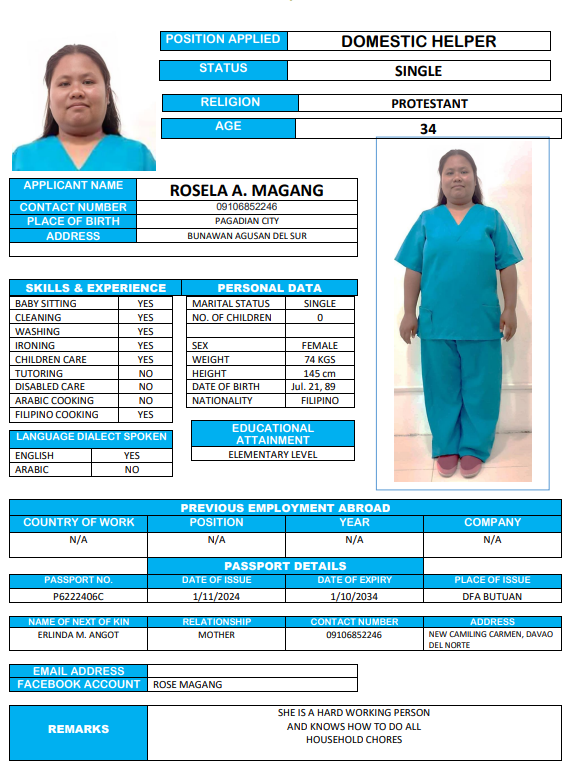 POSITION APPLIED DOMESTIC HELPER
STATUS SINGLE
RELIGION PROTESTANT
AGE 34
APPLICANT NAME ROSELA A. MAGANG
CONTACT NUMBER 09106852246
PLACE OF BIRTH PAGADIAN CITY
ADDRESS BUNAWAN AGUSAN DEL SUR
SKILLS & EXPERIENCE
BABY SITTING YES
CLEANING YES
WASHING YES
IRONING YES
CHILDREN CARE YES
TUTORING NO
DISABLED CARE NO
ARABIC COOKING NO
FILIPINO COOKING YES
LANGUAGE DIALECT SPOKEN
ENGLISH YES
ARABIC NO
PERSONAL DATA
MARITAL STATUS SINGLE
NO. OF CHILDREN 0
SEX FEMALE
WEIGHT 74 KGS
HEIGHT 145 cm
DATE OF BIRTH Jul. 21, 89
NATIONALITY FILIPINO
EDUCATIONAL
ATTAINMENT
ELEMENTARY LEVEL
PREVIOUS EMPLOYMENT ABROAD
COUNTRY OF WORK POSITION YEAR COMPANY
N/A N/A N/A N/A
PASSPORT DETAILS
PASSPORT NO. DATE OF ISSUE DATE OF EXPIRY PLACE OF ISSUE
P6222406C 1/11/2024 1/10/2034 DFA BUTUAN
NAME OF NEXT OF KIN RELATIONSHIP CONTACT NUMBER ADDRESS
ERLINDA M. ANGOT MOTHER 09106852246 NEW CAMILING CARMEN, DAVAO
DEL NORTE
EMAIL ADDRESS
FACEBOOK ACCOUNT ROSE MAGANG
REMARKS
SHE IS A HARD WORKING PERSON
AND KNOWS HOW TO DO ALL
HOUSEHOLD CHORES